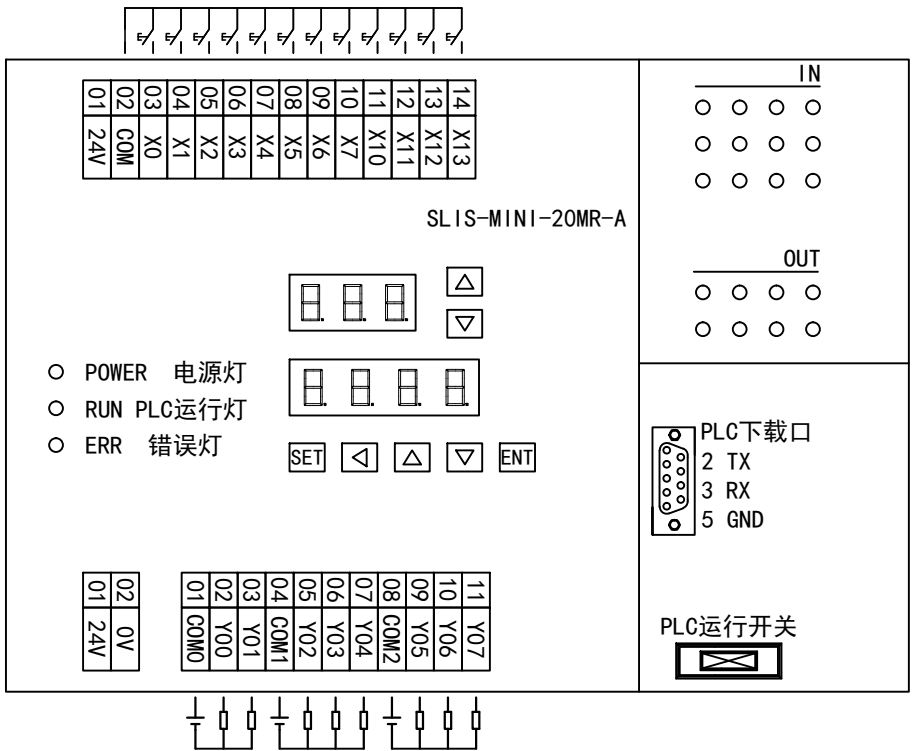 IN
01 02 03 04 05 06 07 08 09 10 11 12 13 14
24V COM X0 X1 X2 X3 X4 X5 X6 X7 X10 X11 X12 X13
SLIS-MINI-20MR-A
OUT
POWER 电源灯
RUN PLC运行灯
ERR 错误灯
SET ENT
PLC下载口
2 TX
3 RX
5 GND
01 02 01 02 03 04 05 06 07 08 09 10 11
24V 0V COM0 Y00 Y01 COM1 Y02 Y03 Y04 COM2 Y05 Y06 Y07
PLC运行开关